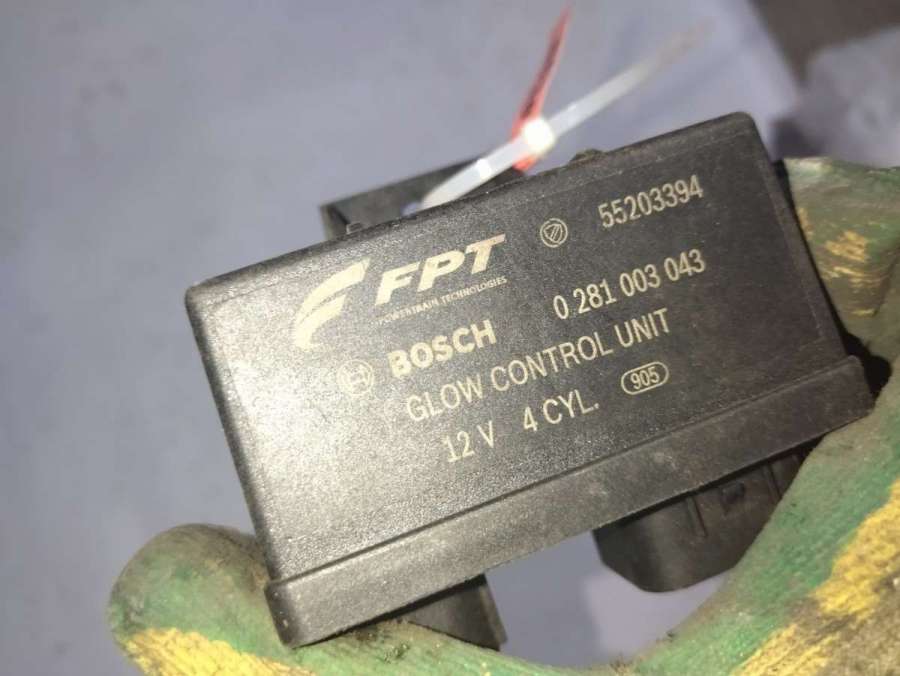 FPT 55203394
POWERTRAIN TECHNOLOGIES
BOSCH 0 281 003 043
GLOW CONTROL UNIT
12 V 4 CYL. 905